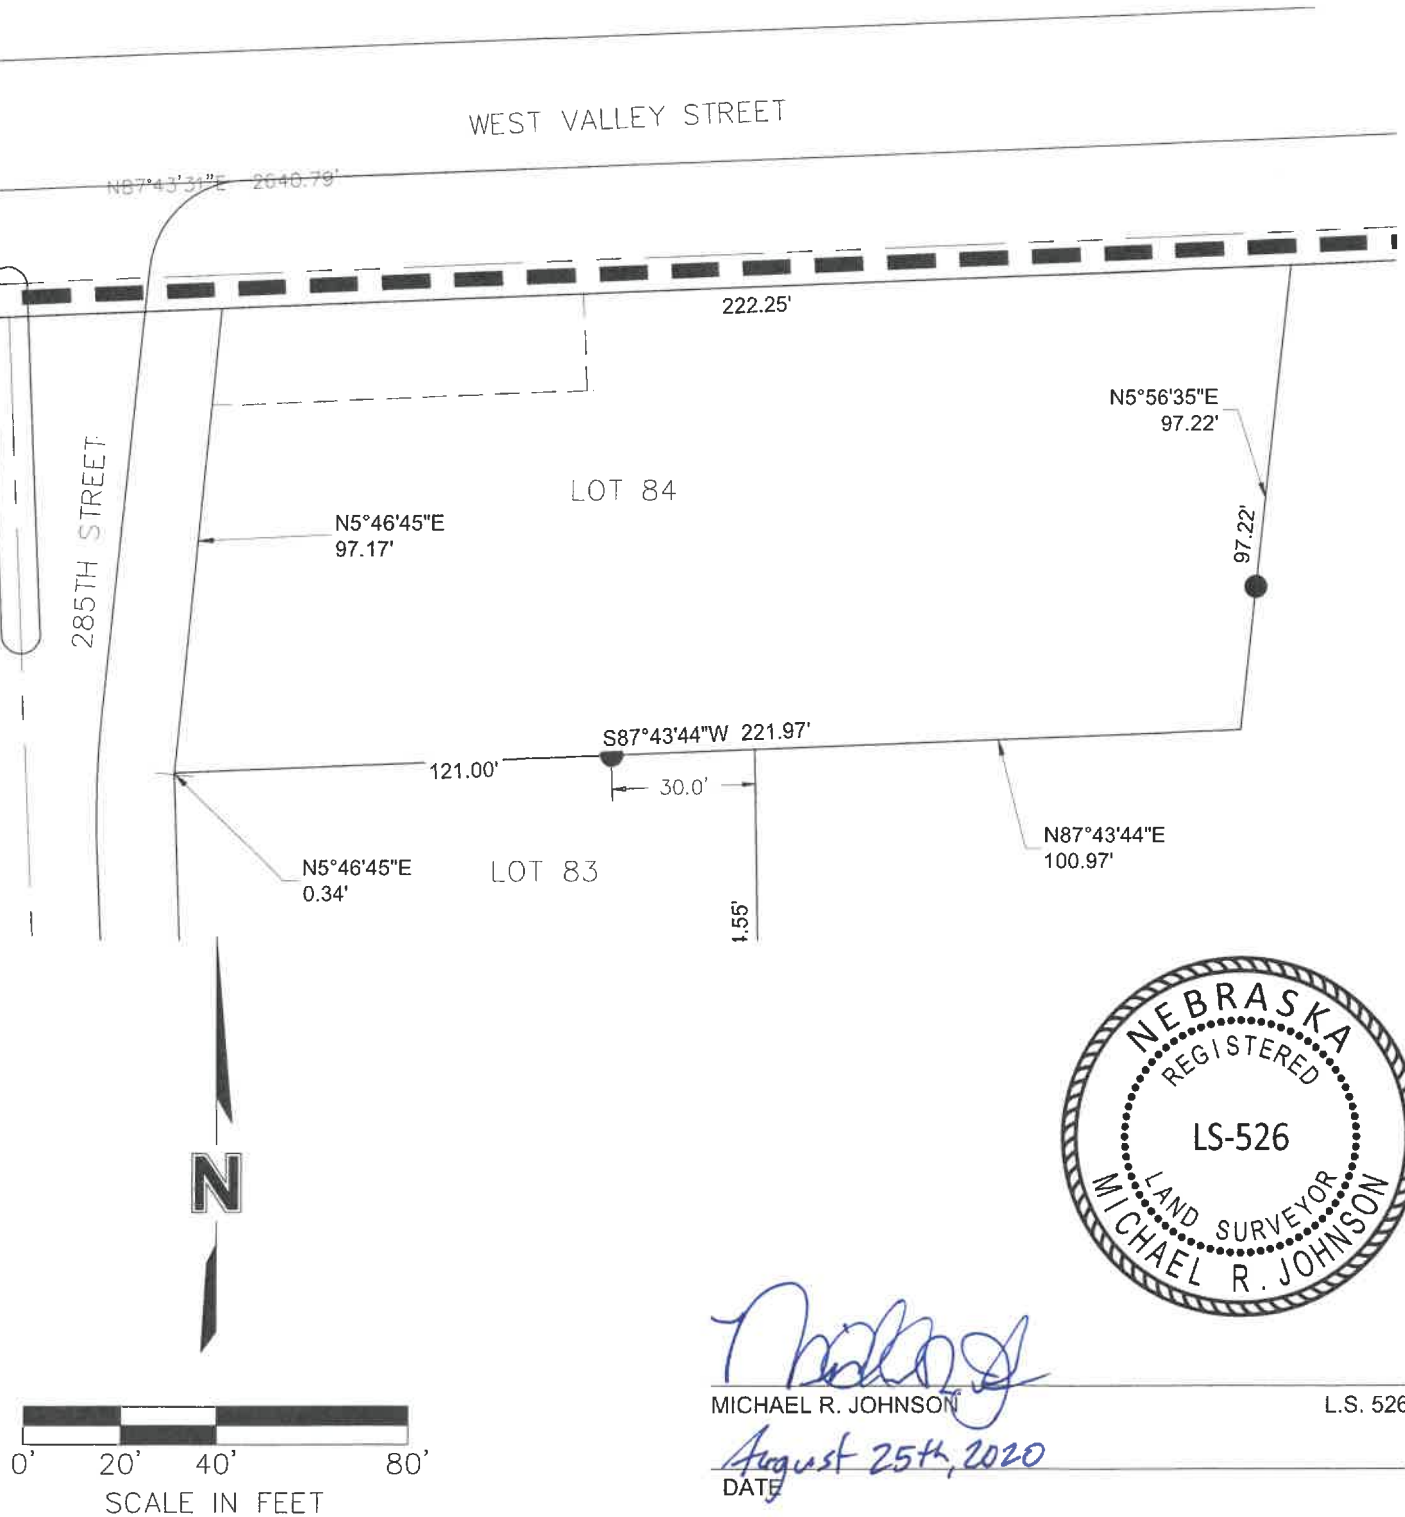 WEST VALLEY STREET
N87°43'31"E 2640.79'
222.25'
N5°56'35"E
97.22'
LOT 84
285TH STREET
N5°46'45"E
97.17'
97.22'
S87°43'44"W 221.97'
121.00'
30.0'
N87°43'44"E
100.97'
N5°46'45"E
0.34'
LOT 83
4.55'
NEBRASKA
REGISTERED
LS-526
LAND SURVEYOR
MICHAEL R. JOHNSON
N
MICHAEL R. JOHNSON L.S. 526
August 25th, 2020
DATE
0' 20' 40' 80'
SCALE IN FEET